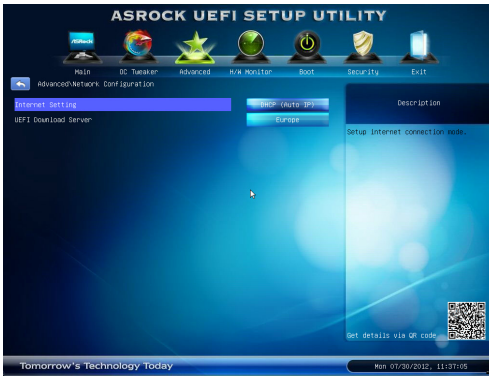 ASROCK UEFI SETUP UTILITY
ASRock
Main
OC Tweaker
Advanced
H/W Monitor
Boot
Security
Exit
Advanced\Network Configuration
Internet Setting
DHCP (Auto IP)
UEFI Download Server
Europe
Description
Setup internet connection mode.
Get details via QR code
Tomorrow's Technology Today
Mon 07/30/2012, 11:37:05